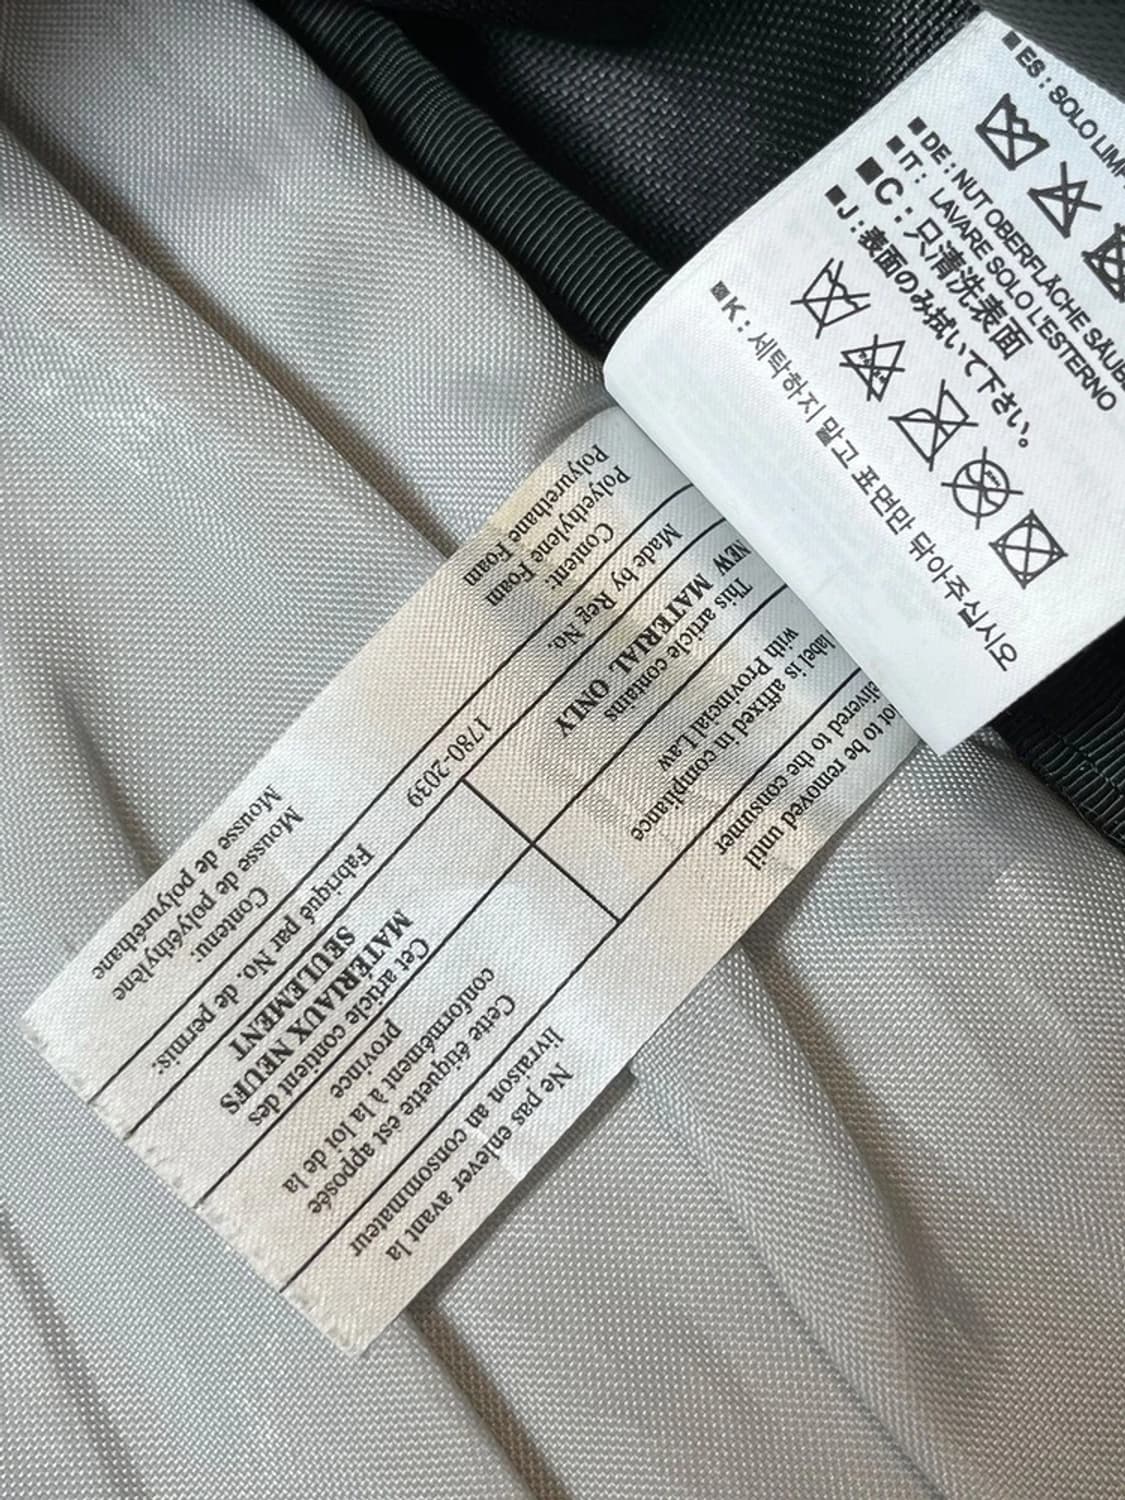 ■ ES : SOLO
■ DE : NUT OBERFLÄCHE
■ IT : LAVARE SOLO L'ESTERNO
■ C : 只清洗表面
■ J : 表面のみ拭いて下さい。
■ K : 세탁하지 말고 표면만 닦아주십시오
to be removed until
to the consumer
label is affixed in compliance
with Provincial Law
This article contains
NEW MATERIAL ONLY
Made by Reg No.
1780-2039
Content:
Polyethylene Foam
Polyurethane Foam
Ne pas enlever avant la
livraison an consommateur
Cette étiquette est apposée
conformément à la loi de la
province
Cet article contient des
MATÉRIAUX NEUFS
SEULEMENT
Fabriqué par No. de permis:
Contenu:
Mousse de polyéthylène
Mousse de polyuréthane